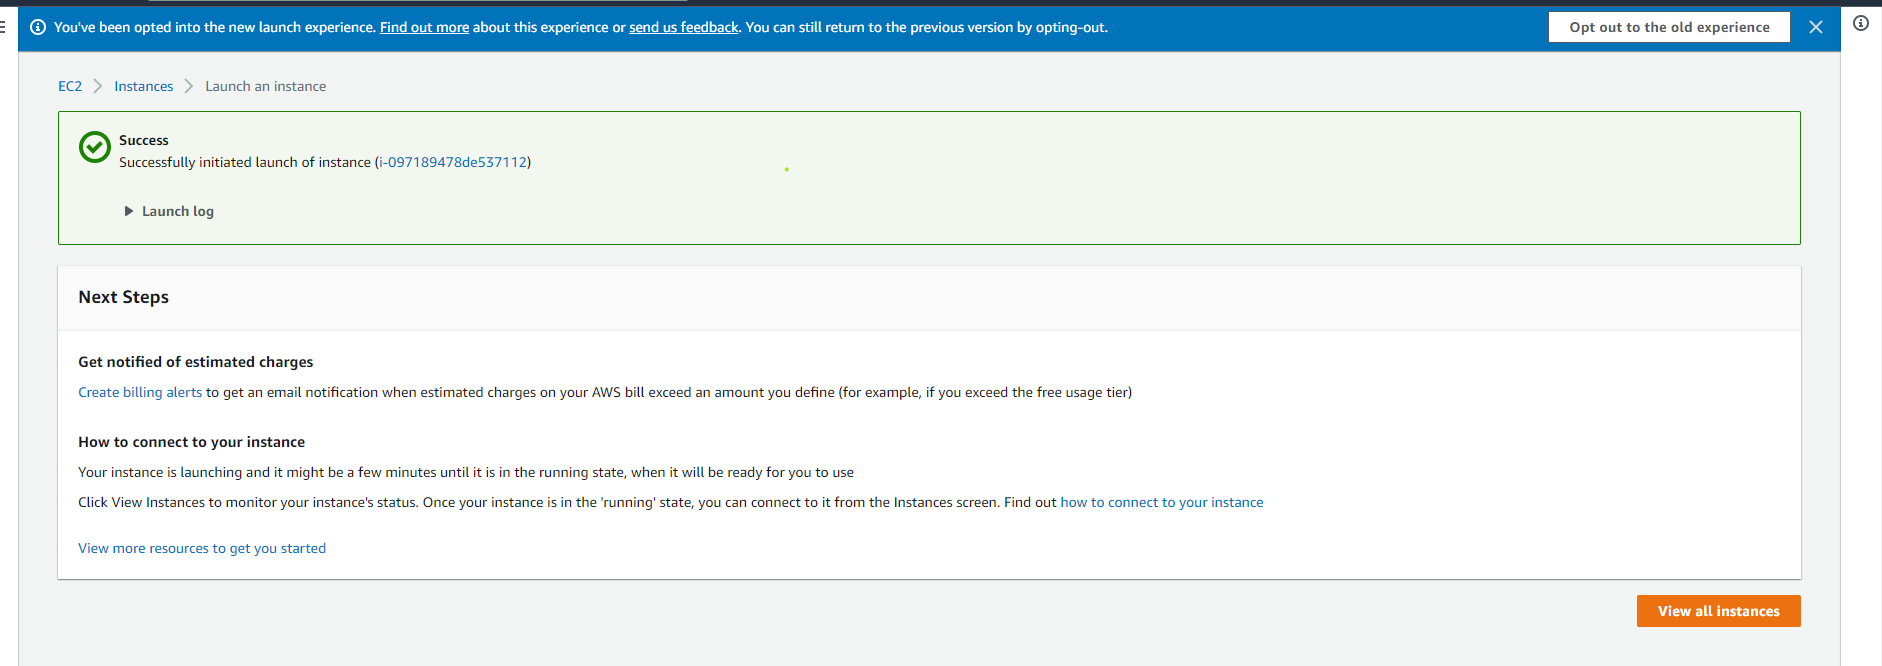 You've been opted into the new launch experience. Find out more about this experience or send us feedback. You can still return to the previous version by opting-out.
Opt out to the old experience
EC2 Instances Launch an instance
Success
Successfully initiated launch of instance (i-097189478de537112)
Launch log
Next Steps
Get notified of estimated charges
Create billing alerts to get an email notification when estimated charges on your AWS bill exceed an amount you define (for example, if you exceed the free usage tier)
How to connect to your instance
Your instance is launching and it might be a few minutes until it is in the running state, when it will be ready for you to use
Click View Instances to monitor your instance's status. Once your instance is in the 'running' state, you can connect to it from the Instances screen. Find out how to connect to your instance
View more resources to get you started
View all instances